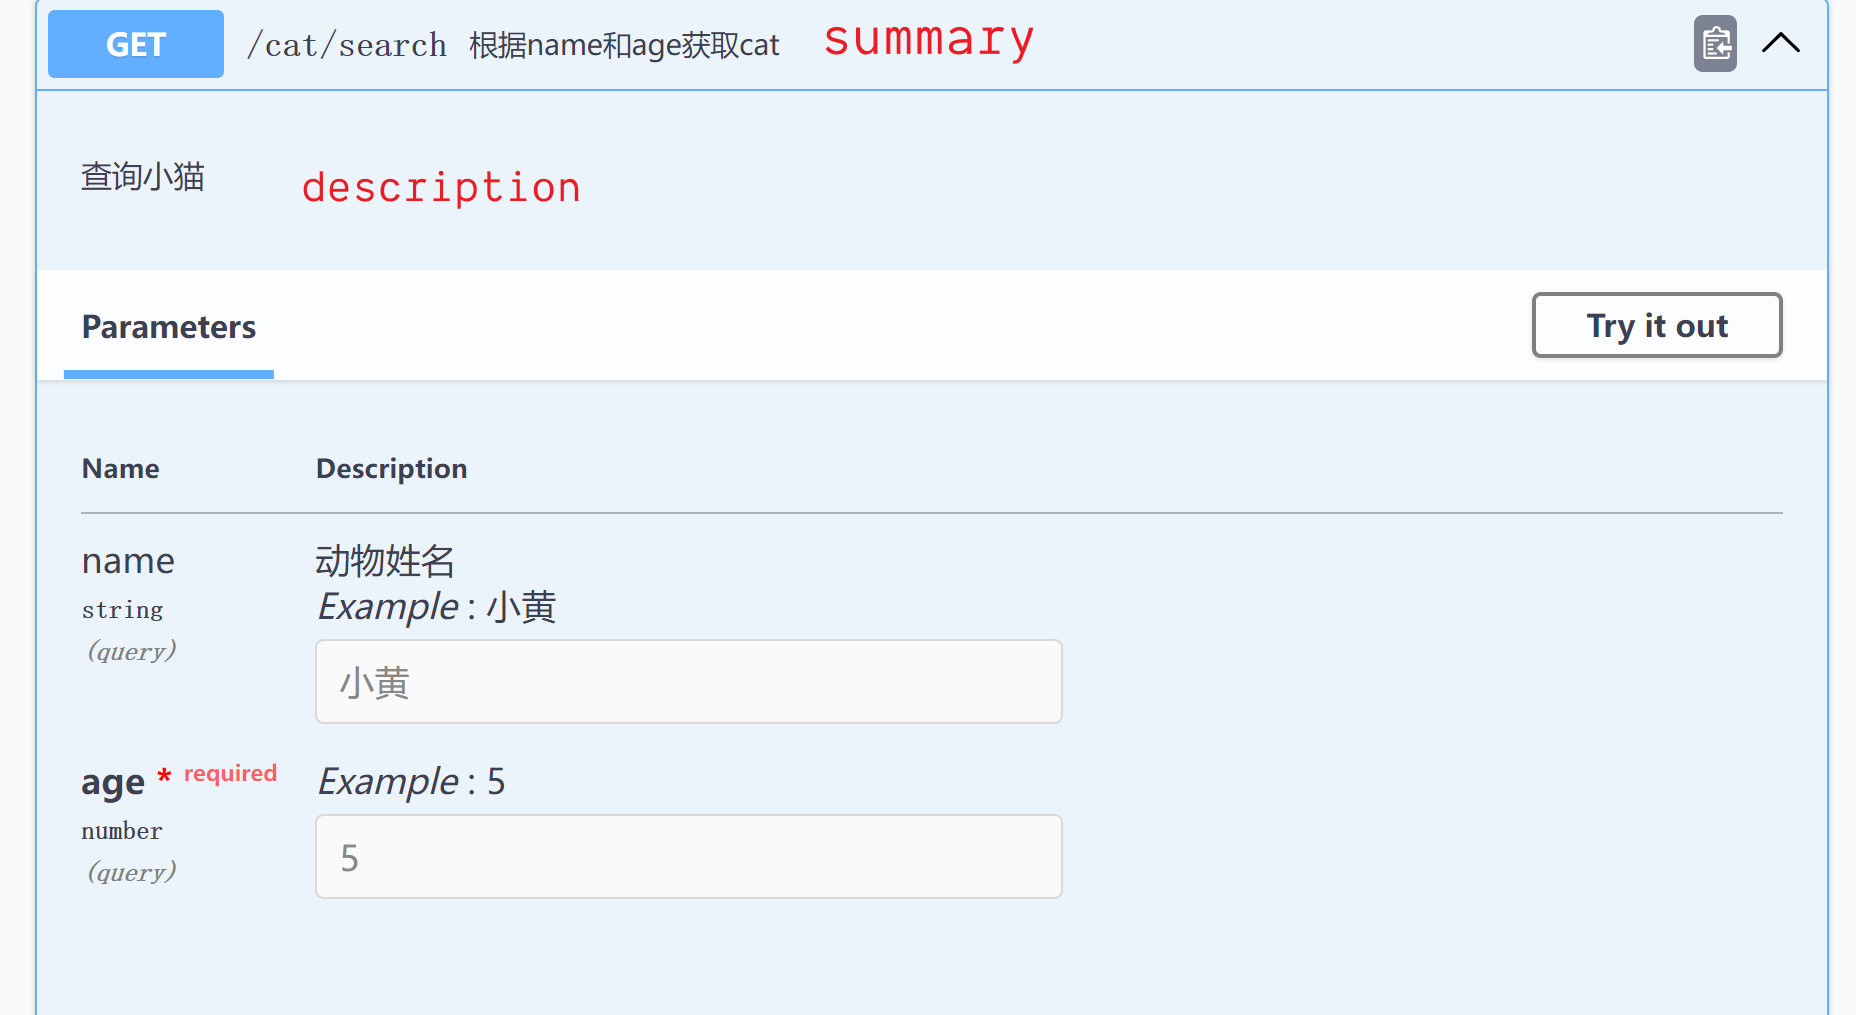 GET /cat/search 根据name和age获取cat summary
查询小猫 description
Parameters Try it out
Name Description
name 动物姓名
string Example : 小黄
(query) 小黄
age * required Example : 5
number
(query) 5